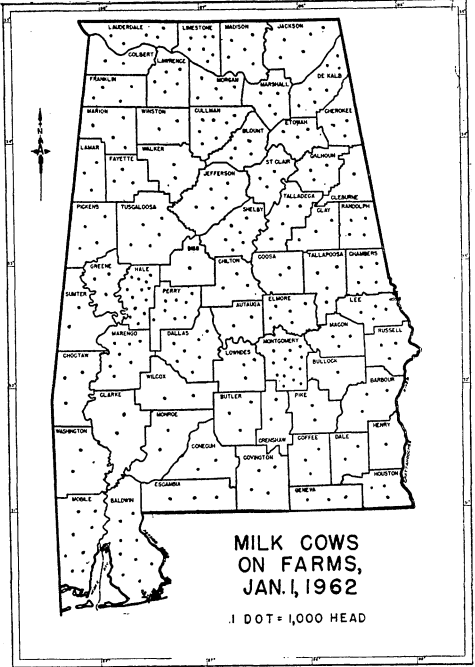 LAUDERDALE LIMESTONE MADISON JACKSON
COLBERT
LAWRENCE
FRANKLIN MORGAN MARSHALL DE KALB
MARION WINSTON CULLMAN CHEROKEE
ETOWAH
BLOUNT
LAMAR WALKER
FAYETTE ST CLAIR CALHOUN
JEFFERSON
TALLADEGA CLEBURNE
PICKENS TUSCALOOSA SHELBY CLAY RANDOLPH
BIBB
GREENE HALE CHILTON COOSA TALLAPOOSA CHAMBERS
SUMTER PERRY
AUTAUGA ELMORE LEE
MACON
MARENGO DALLAS RUSSELL
LOWNDES MONTGOMERY
CHOCTAW BULLOCK
WILCOX BARBOUR
CLARKE BUTLER PIKE
MONROE
WASHINGTON HENRY
CONECUH CRENSHAW COFFEE DALE
COVINGTON
HOUSTON
ESCAMBIA GENEVA
MOBILE BALDWIN
MILK COWS
ON FARMS,
JAN. 1, 1962
1 DOT = 1,000 HEAD